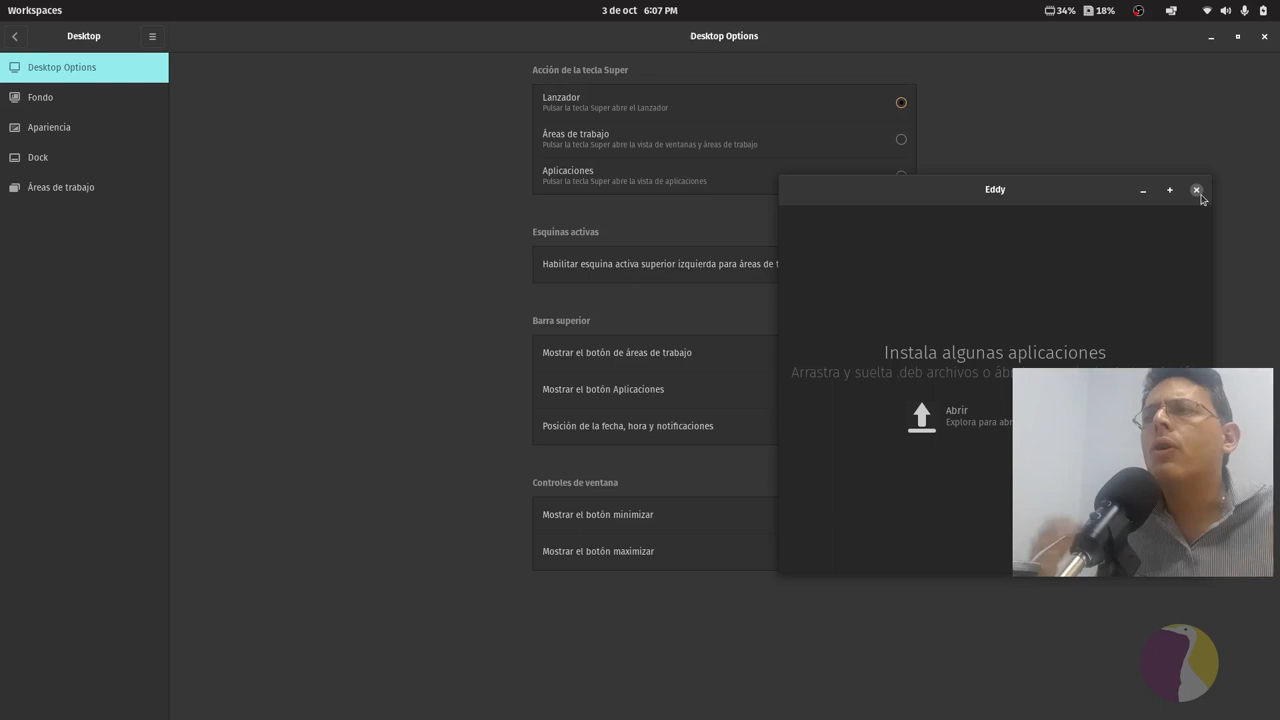 Workspaces
3 de oct 6:07 PM
34%
18%
Desktop
Desktop Options
Desktop Options
Fondo
Apariencia
Dock
Áreas de trabajo
Acción de la tecla Super
Lanzador
Pulsar la tecla Super abre el Lanzador
Áreas de trabajo
Pulsar la tecla Super abre la vista de ventanas y áreas de trabajo
Aplicaciones
Pulsar la tecla Super abre la vista de aplicaciones
Esquinas activas
Habilitar esquina activa superior izquierda para áreas de t
Barra superior
Mostrar el botón de áreas de trabajo
Mostrar el botón Aplicaciones
Posición de la fecha, hora y notificaciones
Controles de ventana
Mostrar el botón minimizar
Mostrar el botón maximizar
Eddy
Instala algunas aplicaciones
Arrastra y suelta .deb archivos o
Abrir
Explora para